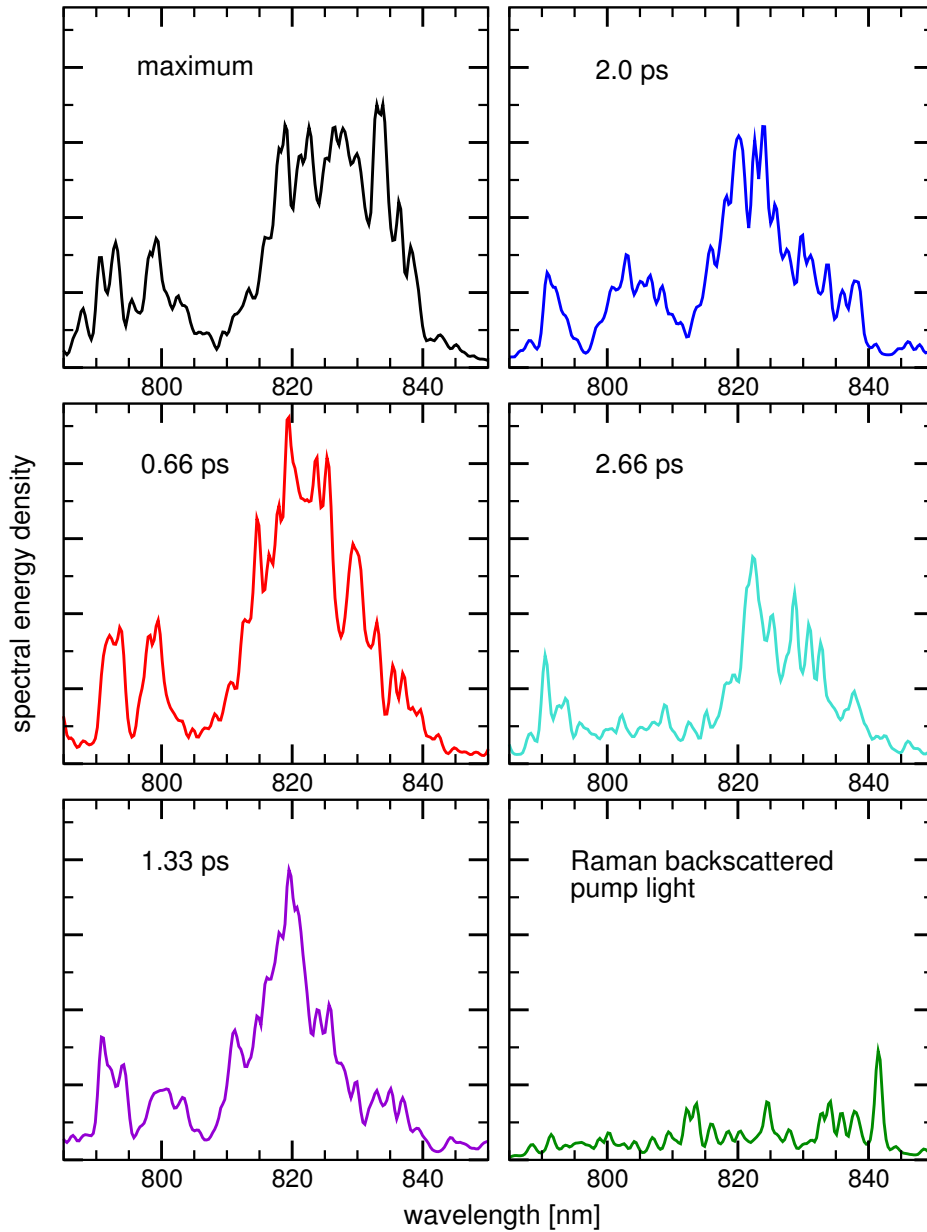 maximum
2.0 ps
800
820
840
800
820
840
0.66 ps
2.66 ps
spectral energy density
800
820
840
800
820
840
1.33 ps
Raman backscattered
pump light
800
820
840
800
820
840
wavelength [nm]